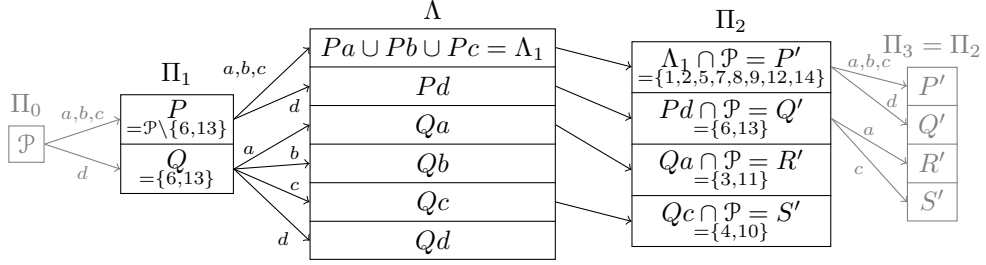 Π₀
𝒫
a,b,c
d
Π₁
P
=𝒫\{6,13}
Q
={6,13}
a,b,c
d
a
b
c
d
Λ
Pa ∪ Pb ∪ Pc = Λ₁
Pd
Qa
Qb
Qc
Qd
Π₂
Λ₁ ∩ 𝒫 = P′
={1,2,5,7,8,9,12,14}
Pd ∩ 𝒫 = Q′
={6,13}
Qa ∩ 𝒫 = R′
={3,11}
Qc ∩ 𝒫 = S′
={4,10}
a,b,c
d
a
c
Π₃ = Π₂
P′
Q′
R′
S′